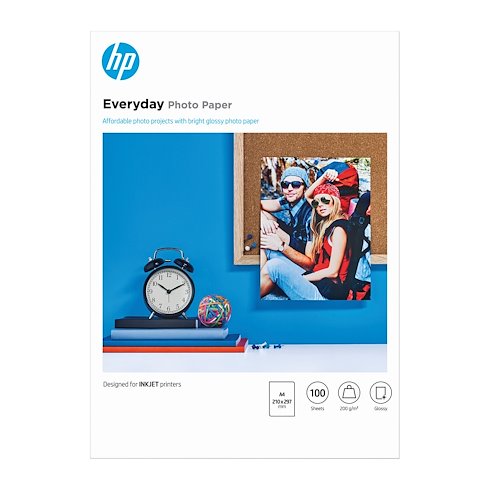 hp
Everyday Photo Paper
Affordable photo projects with bright glossy photo paper
Designed for INKJET printers
A4
210 x 297
mm
100
Sheets
200 g/m²
Glossy